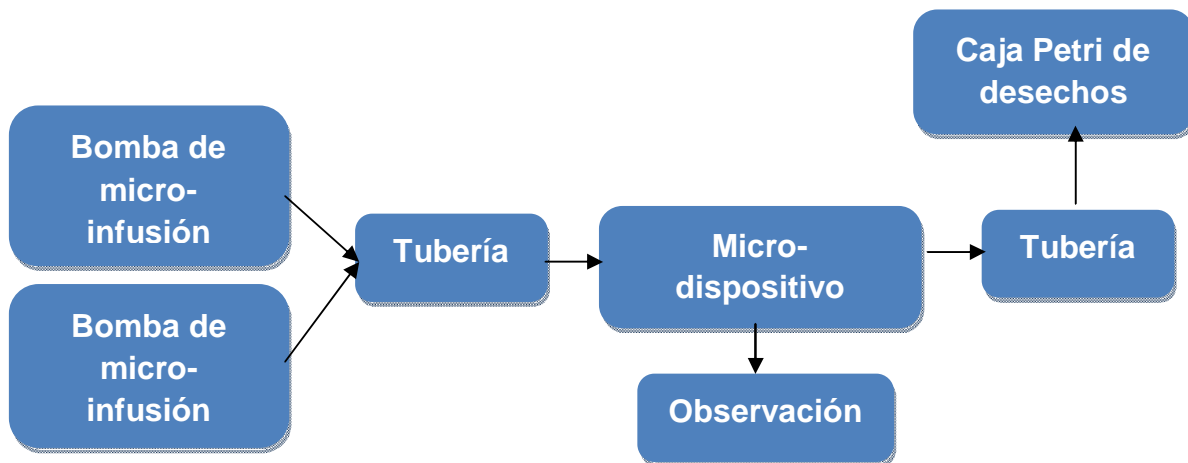 Bomba de
micro-
infusión
Bomba de
micro-
infusión
Tubería
Micro-
dispositivo
Observación
Tubería
Caja Petri de
desechos